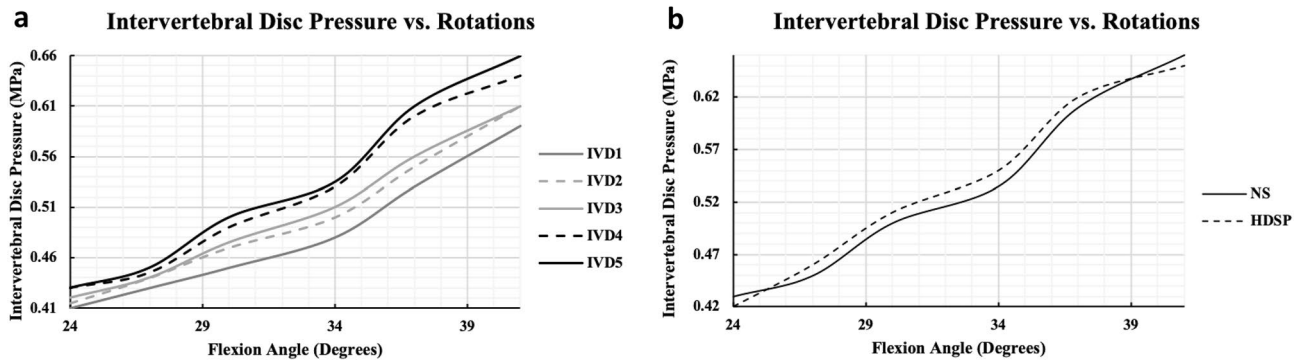 a
Intervertebral Disc Pressure vs. Rotations
Intervertebral Disc Pressure (MPa)
0.66
0.61
0.56
0.51
0.46
0.41
24
29
34
39
Flexion Angle (Degrees)
IVD1
IVD2
IVD3
IVD4
IVD5
b
Intervertebral Disc Pressure vs. Rotations
Intervertebral Disc Pressure (MPa)
0.62
0.57
0.52
0.47
0.42
24
29
34
39
Flexion Angle (Degrees)
NS
HDSP